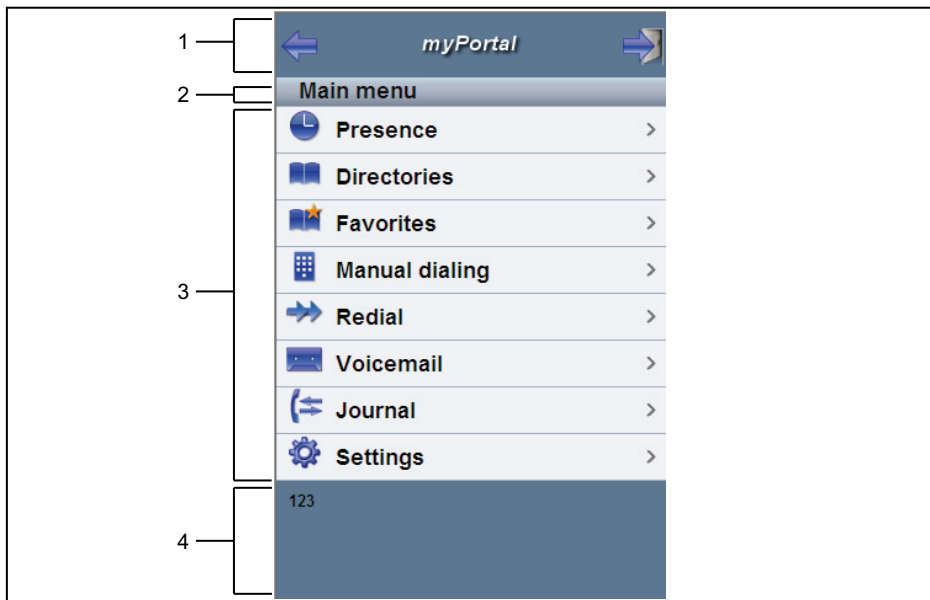 1
myPortal
2
Main menu
Presence
Directories
Favorites
3
Manual dialing
Redial
Voicemail
Journal
Settings
4
123